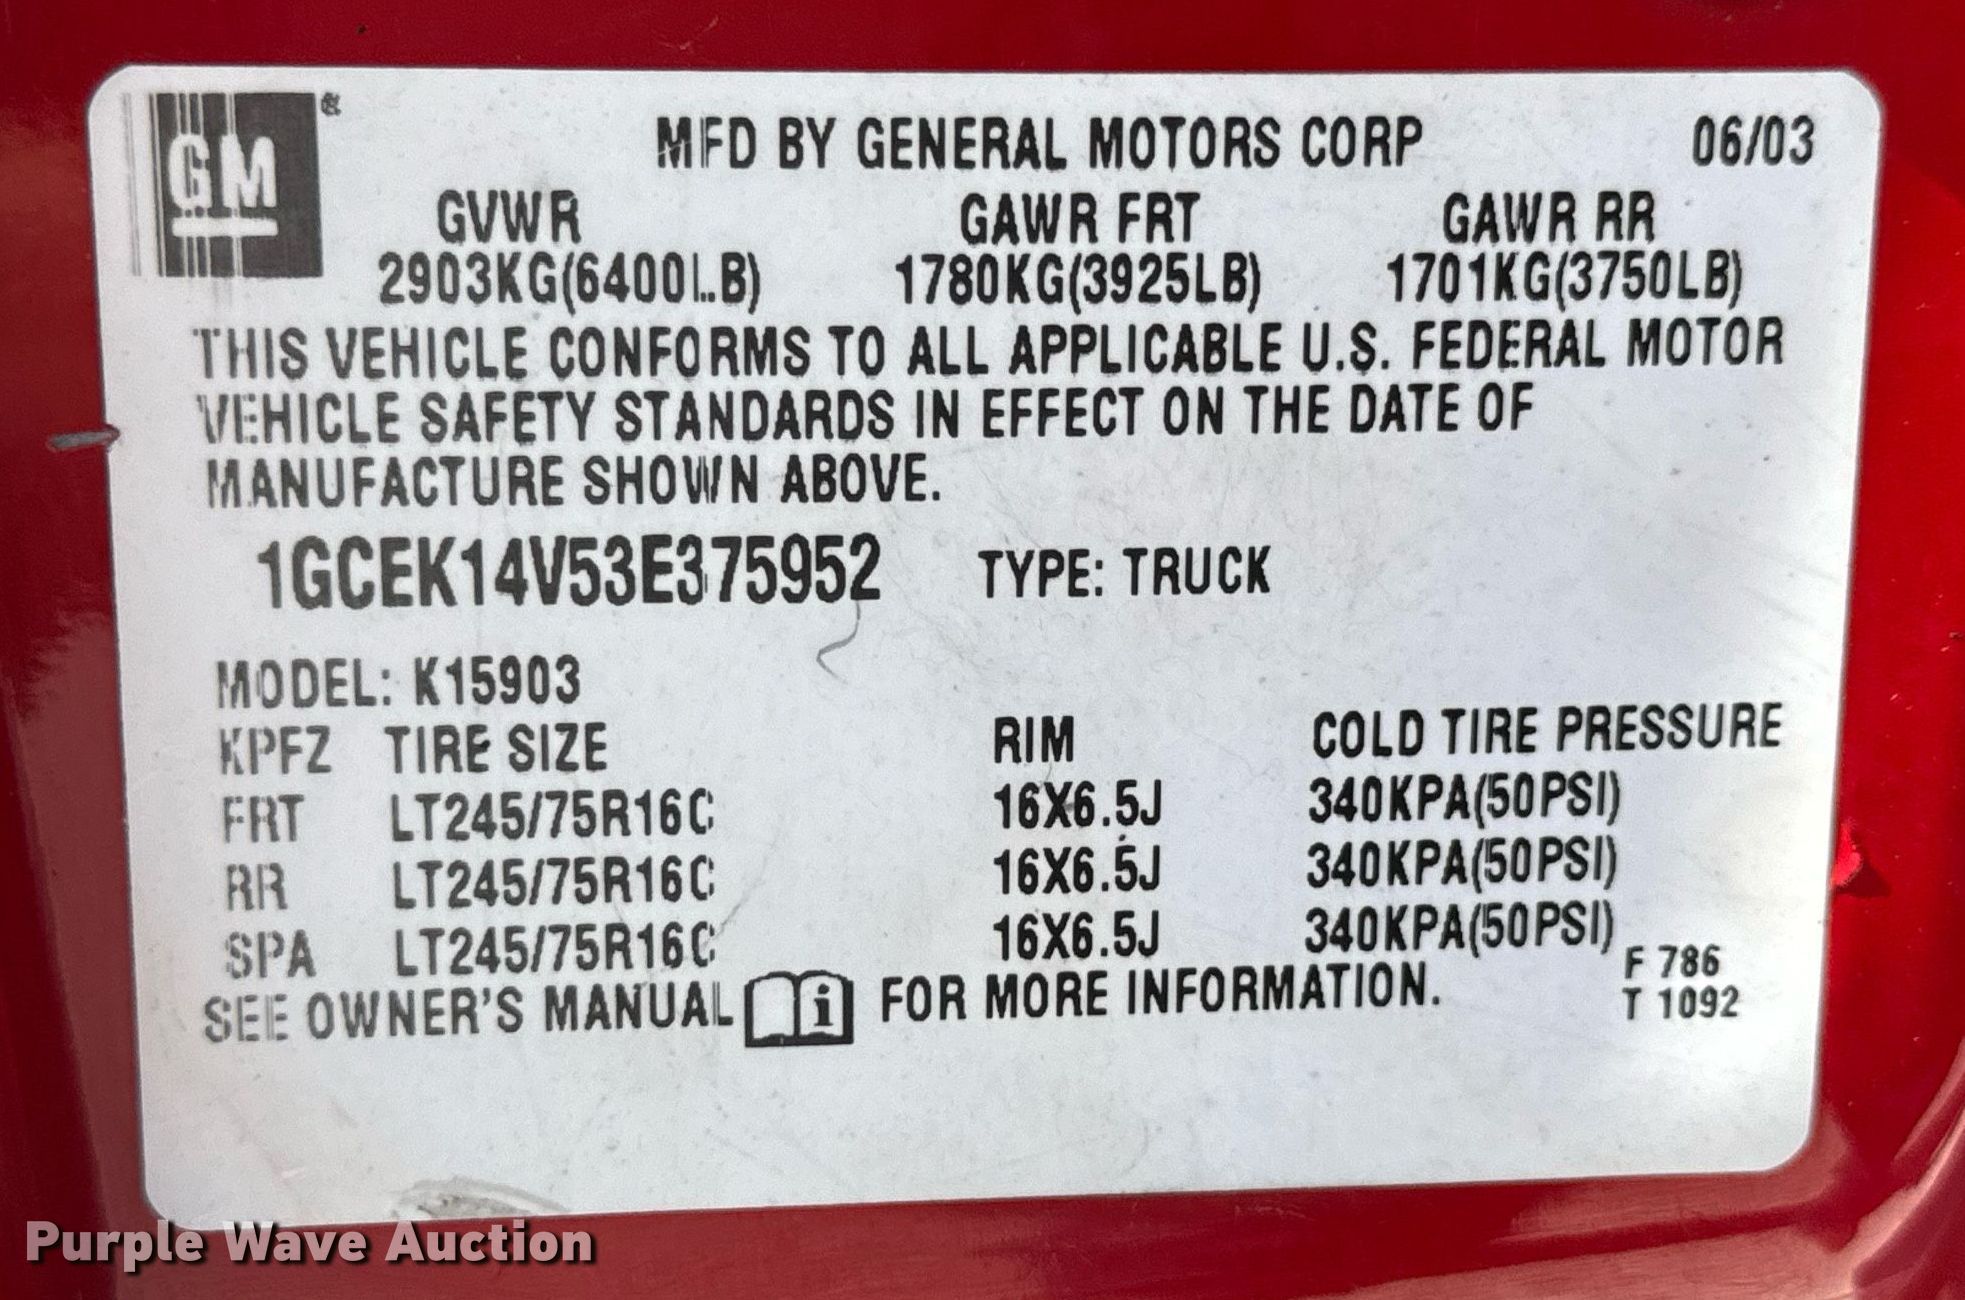 GM®
MFD BY GENERAL MOTORS CORP 06/03
GVWR GAWR FRT GAWR RR
2903KG(6400LB) 1780KG(3925LB) 1701KG(3750LB)
THIS VEHICLE CONFORMS TO ALL APPLICABLE U.S. FEDERAL MOTOR
VEHICLE SAFETY STANDARDS IN EFFECT ON THE DATE OF
MANUFACTURE SHOWN ABOVE.
1GCEK14V53E375952 TYPE: TRUCK
MODEL: K15903
KPFZ TIRE SIZE RIM COLD TIRE PRESSURE
FRT LT245/75R16C 16X6.5J 340KPA(50PSI)
RR LT245/75R16C 16X6.5J 340KPA(50PSI)
SPA LT245/75R16C 16X6.5J 340KPA(50PSI)
SEE OWNER'S MANUAL i FOR MORE INFORMATION.
F 786
T 1092
Purple Wave Auction